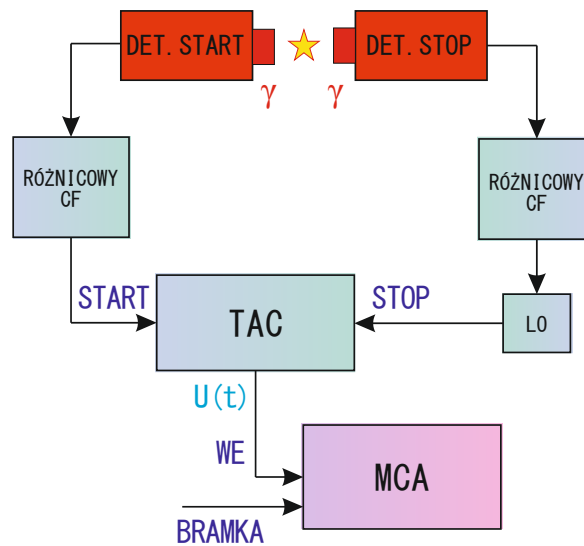 DET. START
DET. STOP
γ
γ
RÓŻNICOWY
CF
RÓŻNICOWY
CF
START
TAC
STOP
LO
U(t)
WE
MCA
BRAMKA